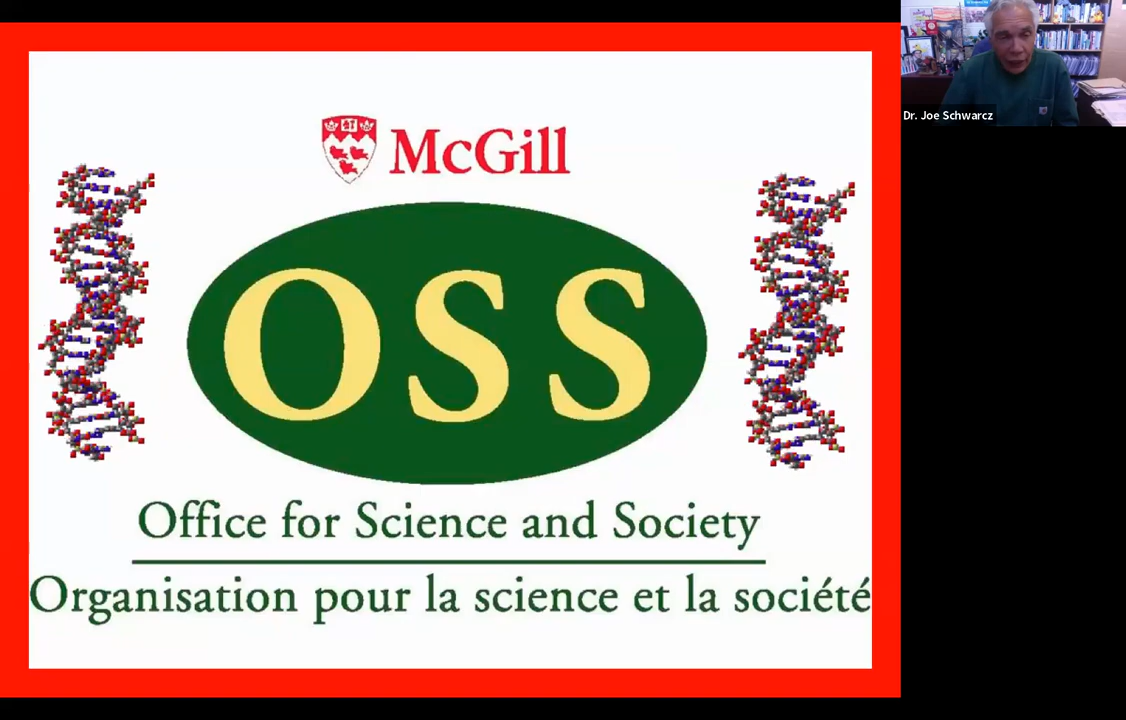 McGill
OSS
Office for Science and Society
Organisation pour la science et la société
Dr. Joe Schwarcz